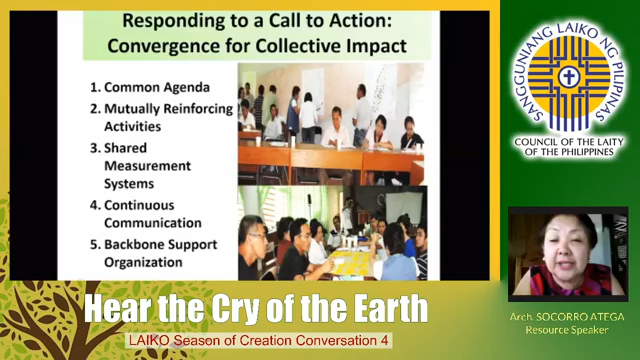 Responding to a Call to Action:
Convergence for Collective Impact
1. Common Agenda
2. Mutually Reinforcing
Activities
3. Shared
Measurement
Systems
4. Continuous
Communication
5. Backbone Support
Organization
SANGGUNIANG LAIKO NG PILIPINAS
COUNCIL OF THE LAITY
OF THE PHILIPPINES
Arch. SOCORRO ATEGA
Resource Speaker
Hear the Cry of the Earth
LAIKO Season of Creation Conversation 4